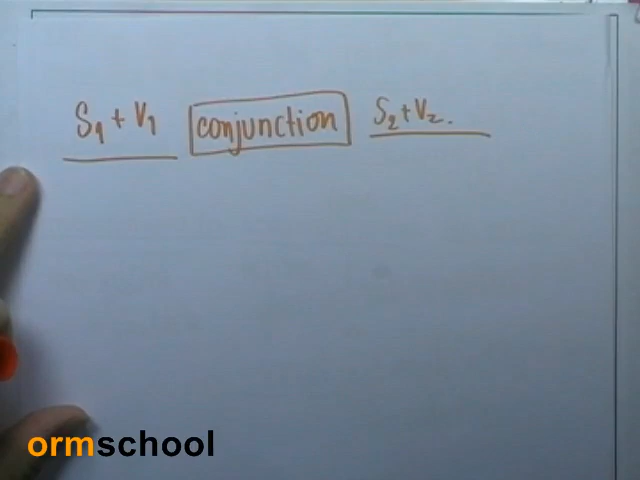 S₁ + V₁ conjunction S₂ + V₂.
ormschool